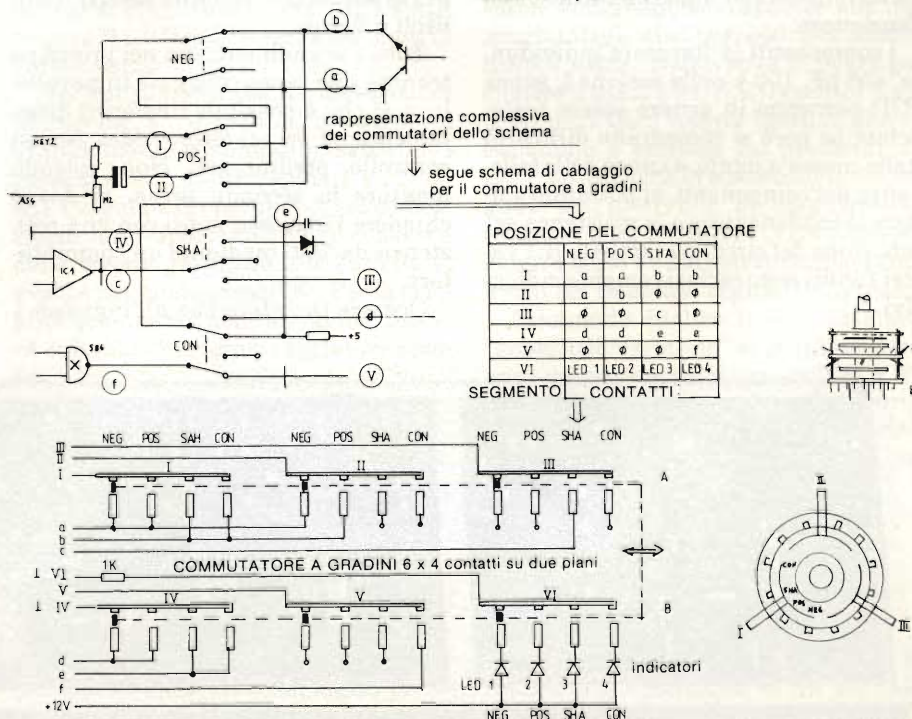 b
NEG
a
rappresentazione complessiva
dei commutatori dello schema
N6Y2
I
POS
II
segue schema di cablaggio
per il commutatore a gradini
AS4
M2
e
POSIZIONE DEL COMMUTATORE
NEG POS SHA CON
I a a b b
II a b ϕ ϕ
III ϕ ϕ c ϕ
IV d d e e
V ϕ ϕ ϕ f
VI LED 1 LED 2 LED 3 LED 4
SEGMENTO CONTATTI
IV
SHA
IC1
c
III
d
CON
+5
f
V
NEG POS SAH CON NEG POS SHA CON NEG POS SHA CON
III
II
I
I II III A
a
b
c
1K
⊥ VI
COMMUTATORE A GRADINI 6 x 4 contatti su due piani
V
⊥ IV
IV V VI B
d
e
f
LED 1 2 3 4 indicatori
+12V
NEG POS SHA CON
II
CON
SHA
POS
NEG
I
III